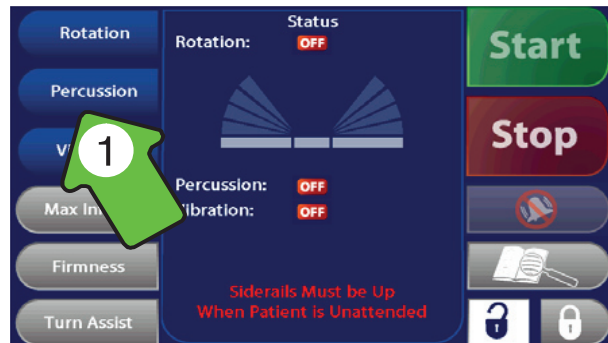 Rotation
Percussion
V
Max In
Firmness
Turn Assist
1
Status
Rotation: OFF
Percussion: OFF
ibration: OFF
Siderails Must be Up
When Patient is Unattended
Start
Stop